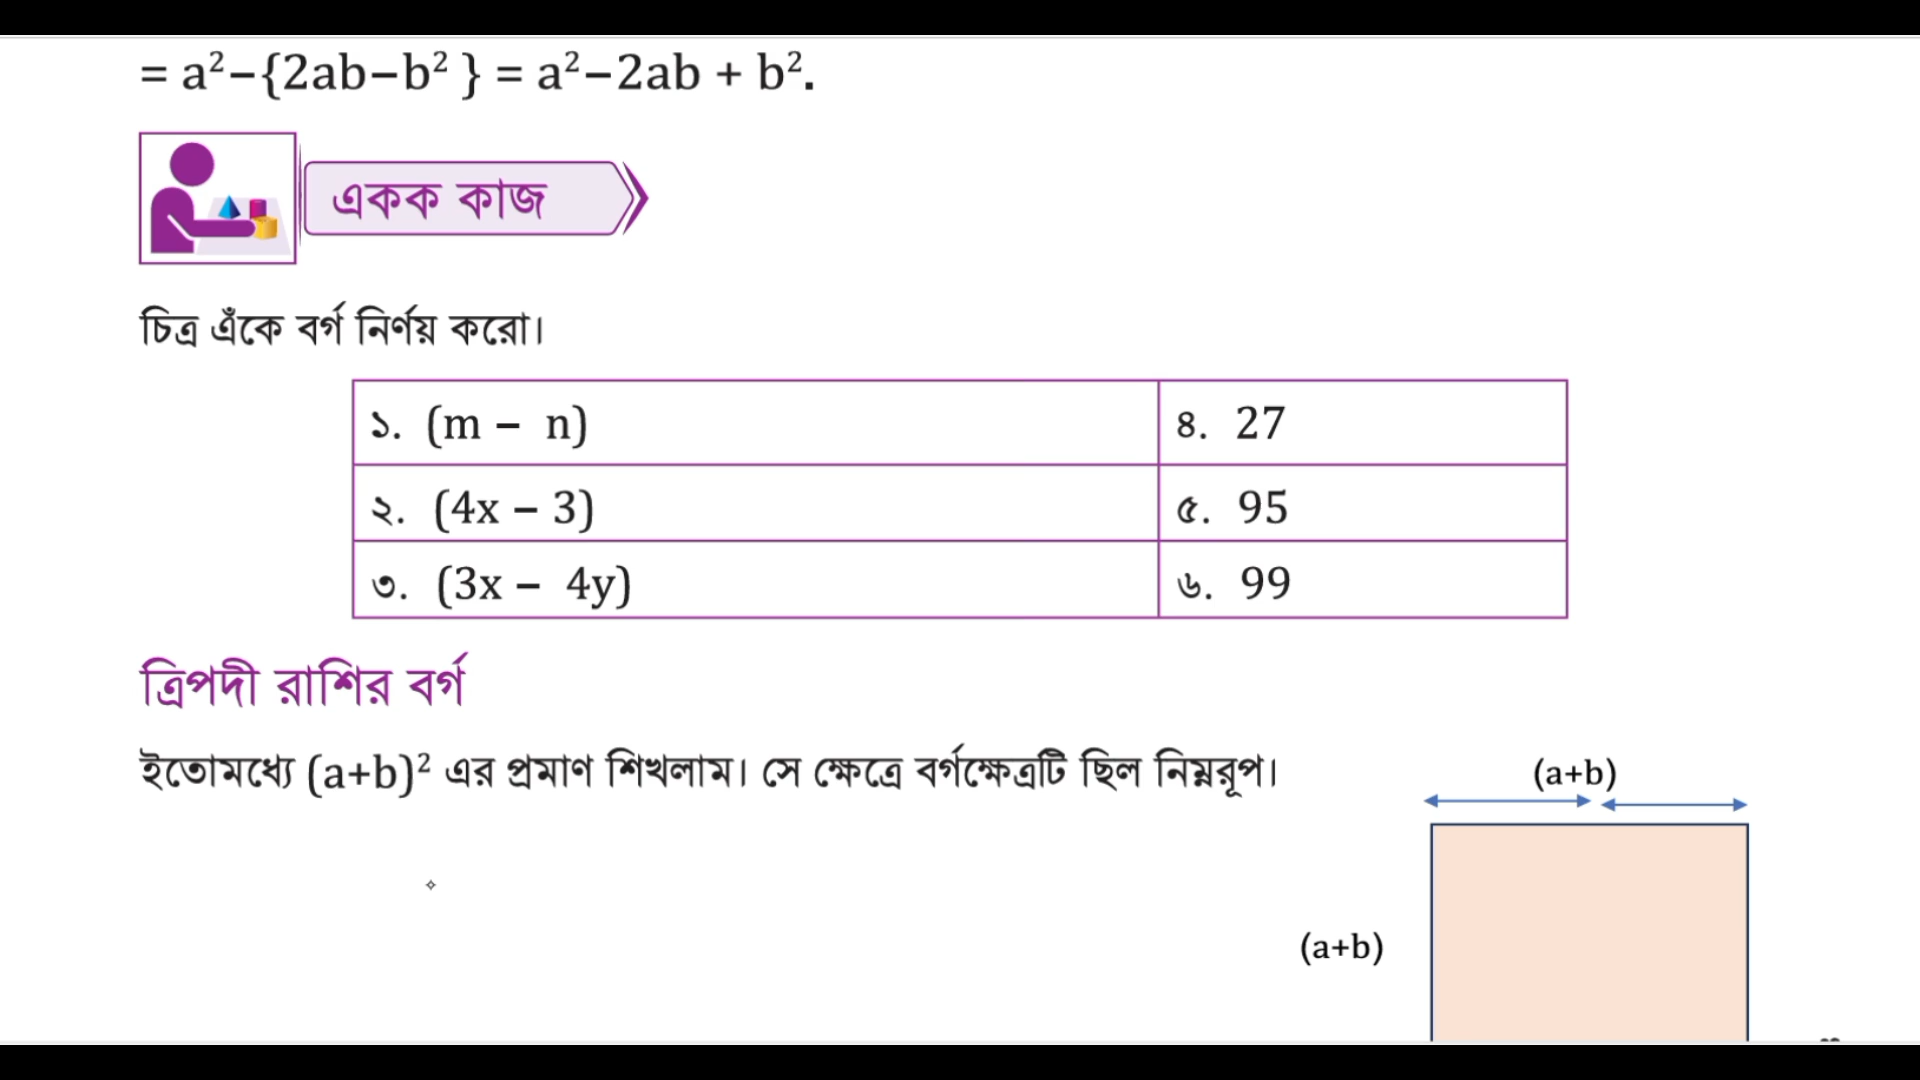 = a²−{2ab−b² } = a²−2ab + b².
একক কাজ
চিত্র এঁকে বর্গ নির্ণয় করো।
১. (m − n) ৪. 27
২. (4x − 3) ৫. 95
৩. (3x − 4y) ৬. 99
ত্রিপদী রাশির বর্গ
ইতোমধ্যে (a+b)² এর প্রমাণ শিখলাম। সে ক্ষেত্রে বর্গক্ষেত্রটি ছিল নিম্নরূপ।
(a+b)
(a+b)